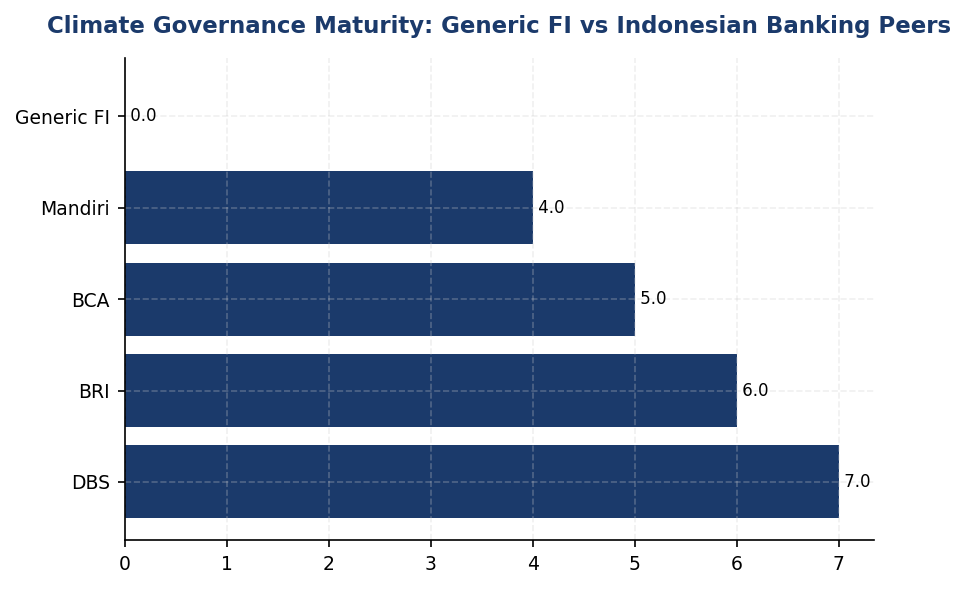 Climate Governance Maturity: Generic FI vs Indonesian Banking Peers
Generic FI 0.0
Mandiri 4.0
BCA 5.0
BRI 6.0
DBS 7.0
0 1 2 3 4 5 6 7